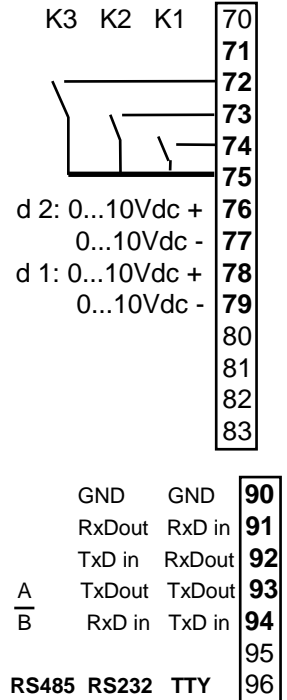 K3 K2 K1 70
71
72
73
74
75
d 2: 0...10Vdc + 76
0...10Vdc - 77
d 1: 0...10Vdc + 78
0...10Vdc - 79
80
81
82
83
GND GND 90
RxDout RxD in 91
TxD in RxDout 92
A TxDout TxDout 93
B RxD in TxD in 94
95
RS485 RS232 TTY 96